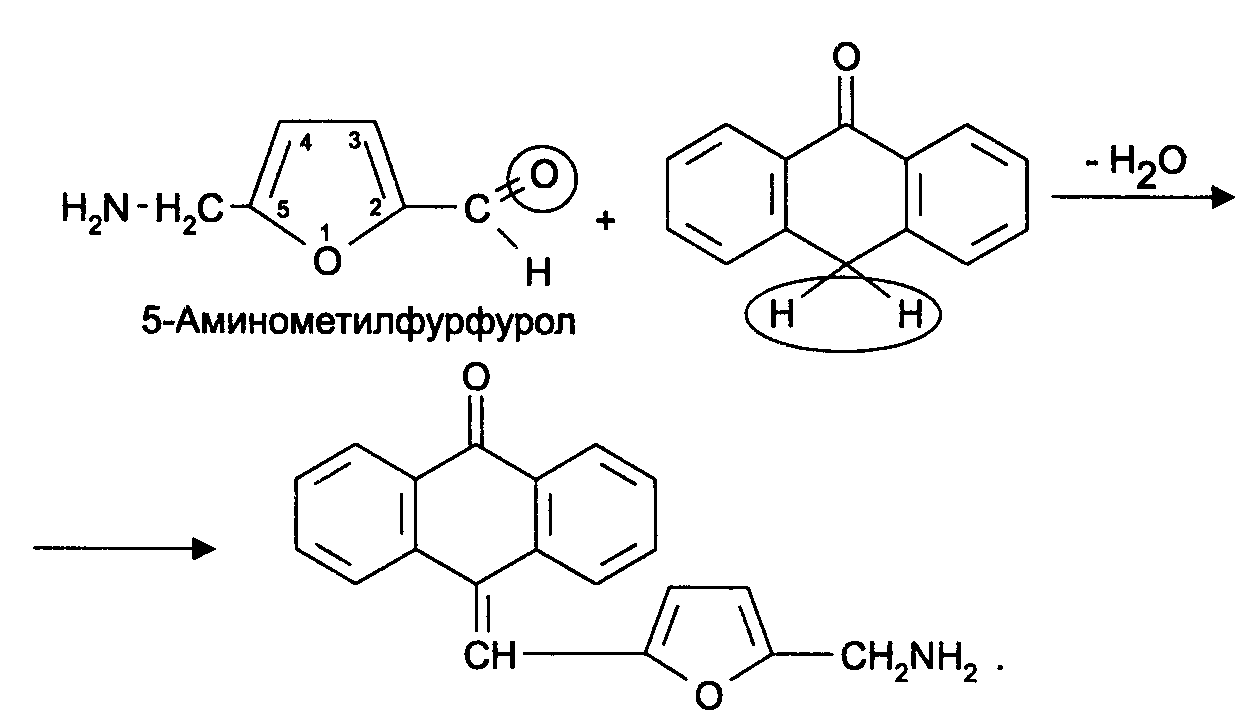 O
4 3
O
- H₂O
H₂N - H₂C 5 2 C +
1
O H
H H
5-Аминометилфурфурол
O
CH CH₂NH₂ .
O